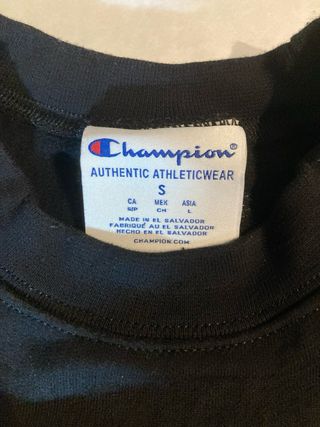 Champion®
AUTHENTIC ATHLETICWEAR
S
CA MEX ASIA
S/P CH L
MADE IN EL SALVADOR
FABRIQUÉ AU EL SALVADOR
HECHO EN EL SALVADOR
CHAMPION.COM